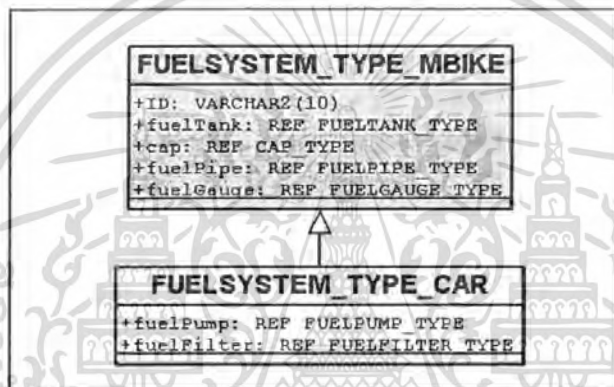 FUELSYSTEM_TYPE_MBIKE
+ID: VARCHAR2(10)
+fuelTank: REF FUELTANK_TYPE
+cap: REF CAP_TYPE
+fuelPipe: REF FUELPIPE_TYPE
+fuelGauge: REF FUELGAUGE_TYPE
FUELSYSTEM_TYPE_CAR
+fuelPump: REF FUELPUMP_TYPE
+fuelFilter: REF FUELFILTER_TYPE